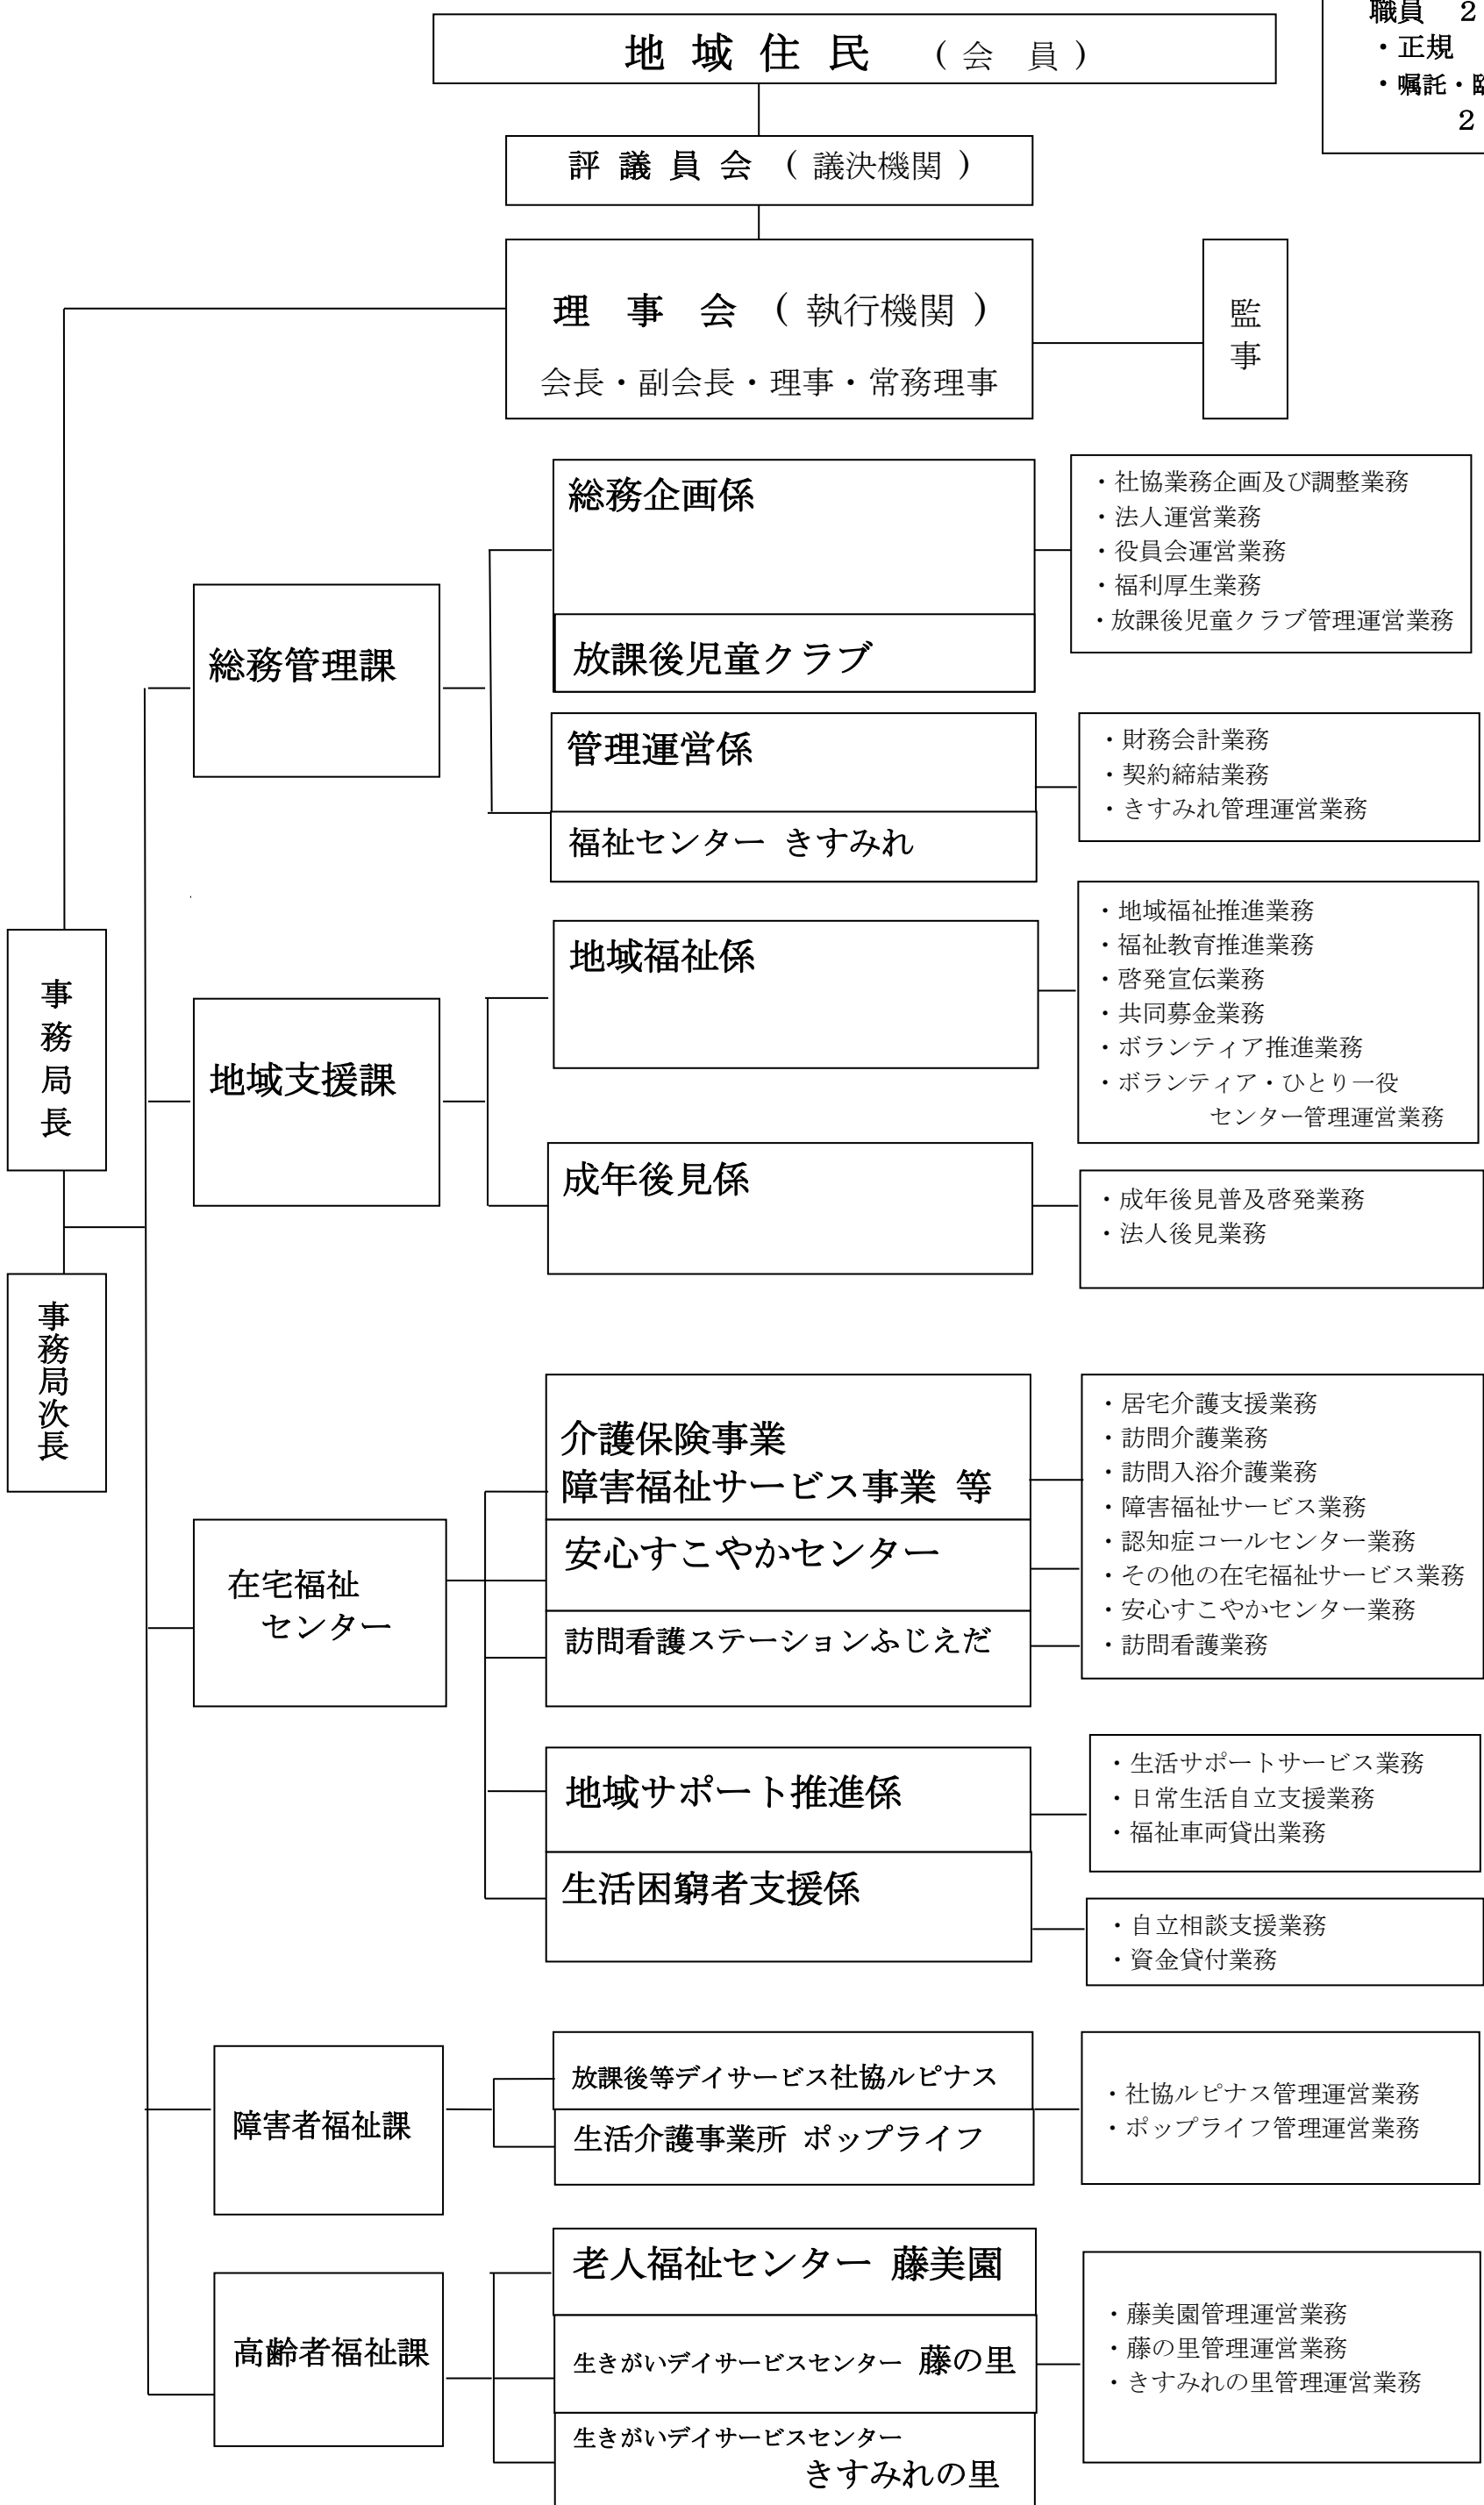 職員 2
・正規
・嘱託・臨
2
地域住民 (会 員)
評議員会 (議決機関)
理 事 会 (執行機関)
会長・副会長・理事・常務理事
監事
総務企画係
放課後児童クラブ
・社協業務企画及び調整業務
・法人運営業務
・役員会運営業務
・福利厚生業務
・放課後児童クラブ管理運営業務
総務管理課
管理運営係
福祉センター きすみれ
・財務会計業務
・契約締結業務
・きすみれ管理運営業務
事務局長
地域支援課
地域福祉係
・地域福祉推進業務
・福祉教育推進業務
・啓発宣伝業務
・共同募金業務
・ボランティア推進業務
・ボランティア・ひとり一役
センター管理運営業務
成年後見係
・成年後見普及啓発業務
・法人後見業務
事務局次長
在宅福祉
センター
介護保険事業
障害福祉サービス事業 等
安心すこやかセンター
訪問看護ステーションふじえだ
・居宅介護支援業務
・訪問介護業務
・訪問入浴介護業務
・障害福祉サービス業務
・認知症コールセンター業務
・その他の在宅福祉サービス業務
・安心すこやかセンター業務
・訪問看護業務
地域サポート推進係
・生活サポートサービス業務
・日常生活自立支援業務
・福祉車両貸出業務
生活困窮者支援係
・自立相談支援業務
・資金貸付業務
障害者福祉課
放課後等デイサービス社協ルピナス
生活介護事業所 ポップライフ
・社協ルピナス管理運営業務
・ポップライフ管理運営業務
高齢者福祉課
老人福祉センター 藤美園
生きがいデイサービスセンター 藤の里
生きがいデイサービスセンター
きすみれの里
・藤美園管理運営業務
・藤の里管理運営業務
・きすみれの里管理運営業務